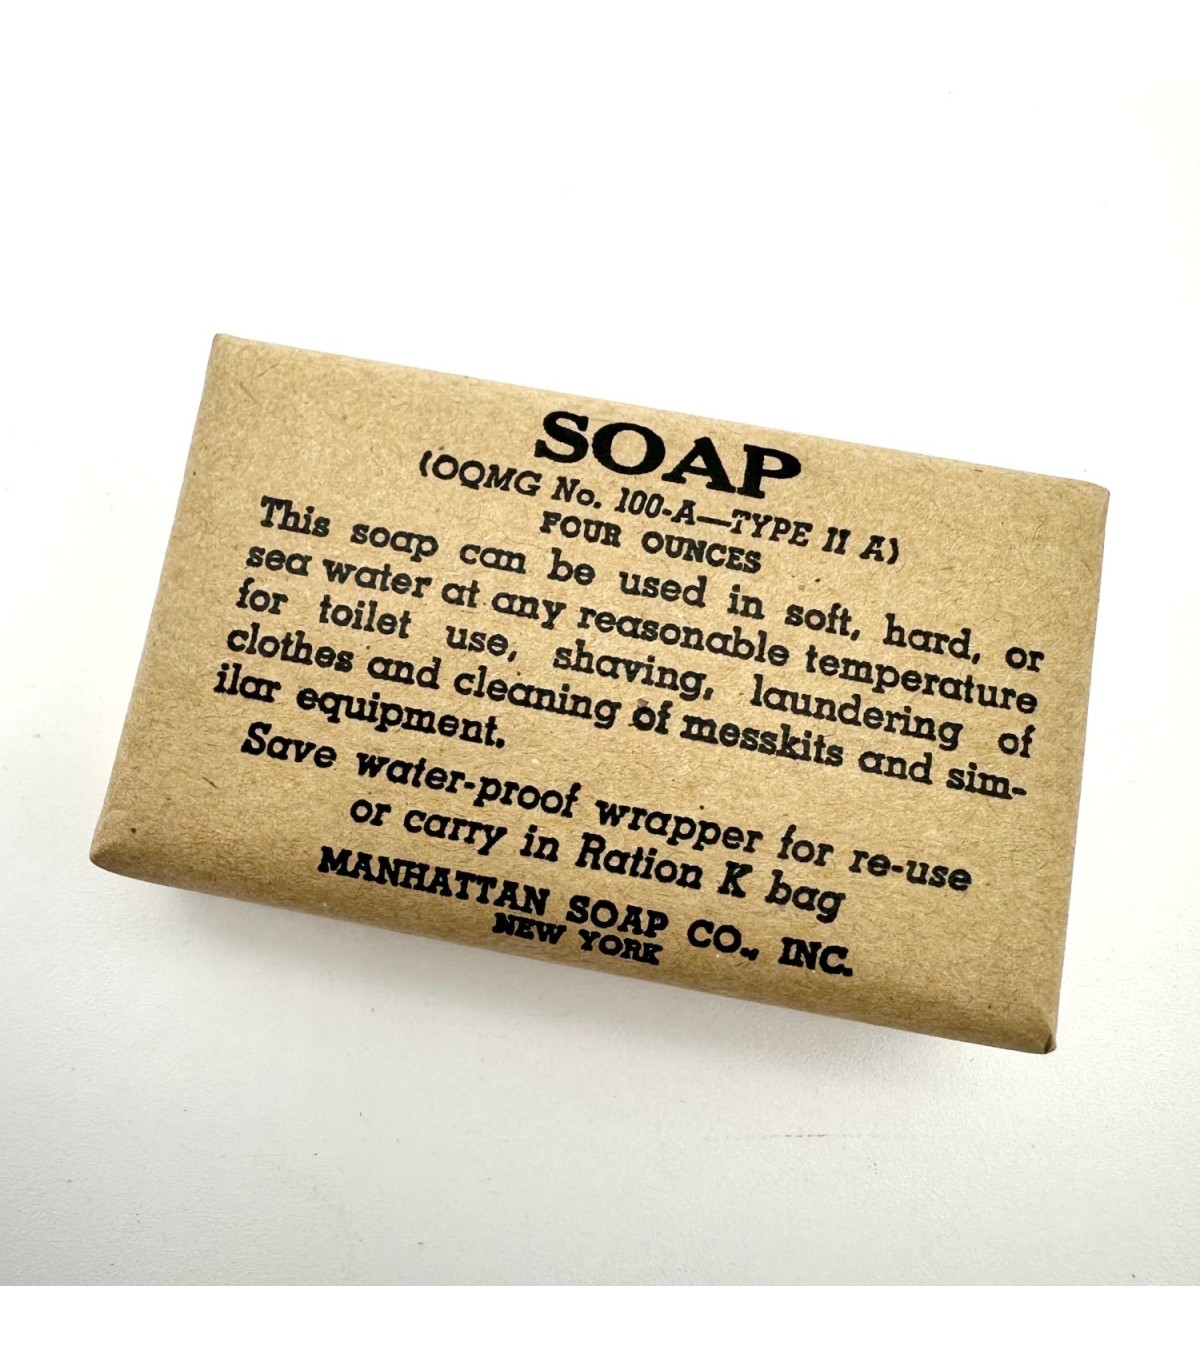 SOAP
(OQMG No. 100-A—TYPE II A)
FOUR OUNCES
This soap can be used in soft, hard, or
sea water at any reasonable temperature
for toilet use, shaving, laundering of
clothes and cleaning of messkits and sim-
ilar equipment.
Save water-proof wrapper for re-use
or carry in Ration K bag
MANHATTAN SOAP CO., INC.
NEW YORK